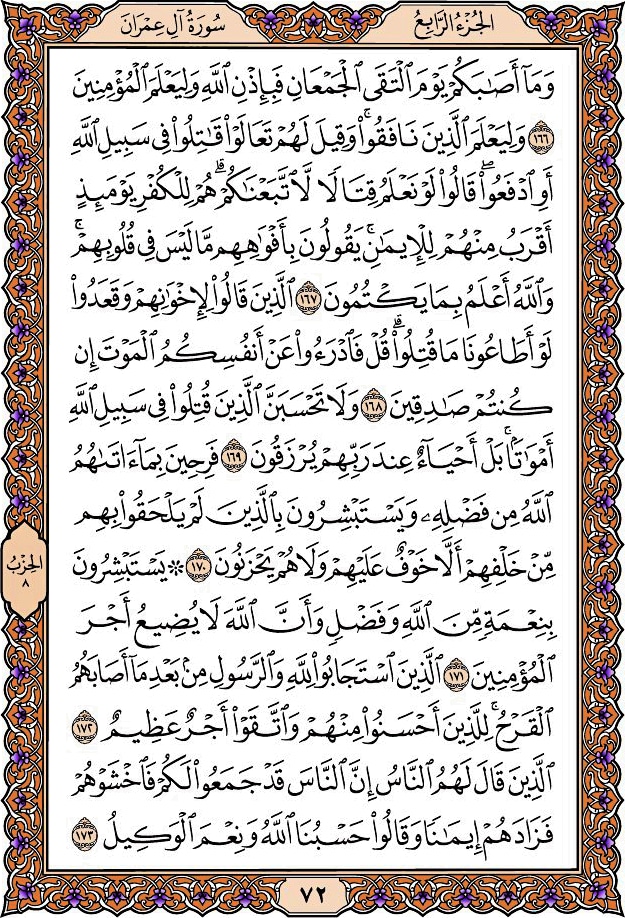 الجُزْءُ الرَّابِعُ
سُورَةُ آلِ عِمْرَانَ
وَمَآ أَصَٰبَكُمْ يَوْمَ ٱلْتَقَى ٱلْجَمْعَانِ فَبِإِذْنِ ٱللَّهِ وَلِيَعْلَمَ ٱلْمُؤْمِنِينَ
١٦٦ وَلِيَعْلَمَ ٱلَّذِينَ نَافَقُوا۟ۚ وَقِيلَ لَهُمْ تَعَالَوْا۟ قَٰتِلُوا۟ فِى سَبِيلِ ٱللَّهِ
أَوِ ٱدْفَعُوا۟ۖ قَالُوا۟ لَوْ نَعْلَمُ قِتَالًا لَّٱتَّبَعْنَٰكُمْۗ هُمْ لِلْكُفْرِ يَوْمَئِذٍ
أَقْرَبُ مِنْهُمْ لِلْإِيمَٰنِۚ يَقُولُونَ بِأَفْوَٰهِهِم مَّا لَيْسَ فِى قُلُوبِهِمْۗ
وَٱللَّهُ أَعْلَمُ بِمَا يَكْتُمُونَ ١٦٧ ٱلَّذِينَ قَالُوا۟ لِإِخْوَٰنِهِمْ وَقَعَدُوا۟
لَوْ أَطَاعُونَا مَا قُتِلُوا۟ۗ قُلْ فَٱدْرَءُوا۟ عَنْ أَنفُسِكُمُ ٱلْمَوْتَ إِن
كُنتُمْ صَٰدِقِينَ ١٦٨ وَلَا تَحْسَبَنَّ ٱلَّذِينَ قُتِلُوا۟ فِى سَبِيلِ ٱللَّهِ
أَمْوَٰتًۢاۚ بَلْ أَحْيَآءٌ عِندَ رَبِّهِمْ يُرْزَقُونَ ١٦٩ فَرِحِينَ بِمَآ ءَاتَىٰهُمُ
ٱللَّهُ مِن فَضْلِهِۦ وَيَسْتَبْشِرُونَ بِٱلَّذِينَ لَمْ يَلْحَقُوا۟ بِهِم
مِّنْ خَلْفِهِمْ أَلَّا خَوْفٌ عَلَيْهِمْ وَلَا هُمْ يَحْزَنُونَ ١٧٠ ۞ يَسْتَبْشِرُونَ
بِنِعْمَةٍ مِّنَ ٱللَّهِ وَفَضْلٍ وَأَنَّ ٱللَّهَ لَا يُضِيعُ أَجْرَ
ٱلْمُؤْمِنِينَ ١٧١ ٱلَّذِينَ ٱسْتَجَابُوا۟ لِلَّهِ وَٱلرَّسُولِ مِنۢ بَعْدِ مَآ أَصَابَهُمُ
ٱلْقَرْحُۚ لِلَّذِينَ أَحْسَنُوا۟ مِنْهُمْ وَٱتَّقَوْا۟ أَجْرٌ عَظِيمٌ ١٧٢
ٱلَّذِينَ قَالَ لَهُمُ ٱلنَّاسُ إِنَّ ٱلنَّاسَ قَدْ جَمَعُوا۟ لَكُمْ فَٱخْشَوْهُمْ
فَزَادَهُمْ إِيمَٰنًا وَقَالُوا۟ حَسْبُنَا ٱللَّهُ وَنِعْمَ ٱلْوَكِيلُ ١٧٣
الحِزْبُ
٨
٧٢